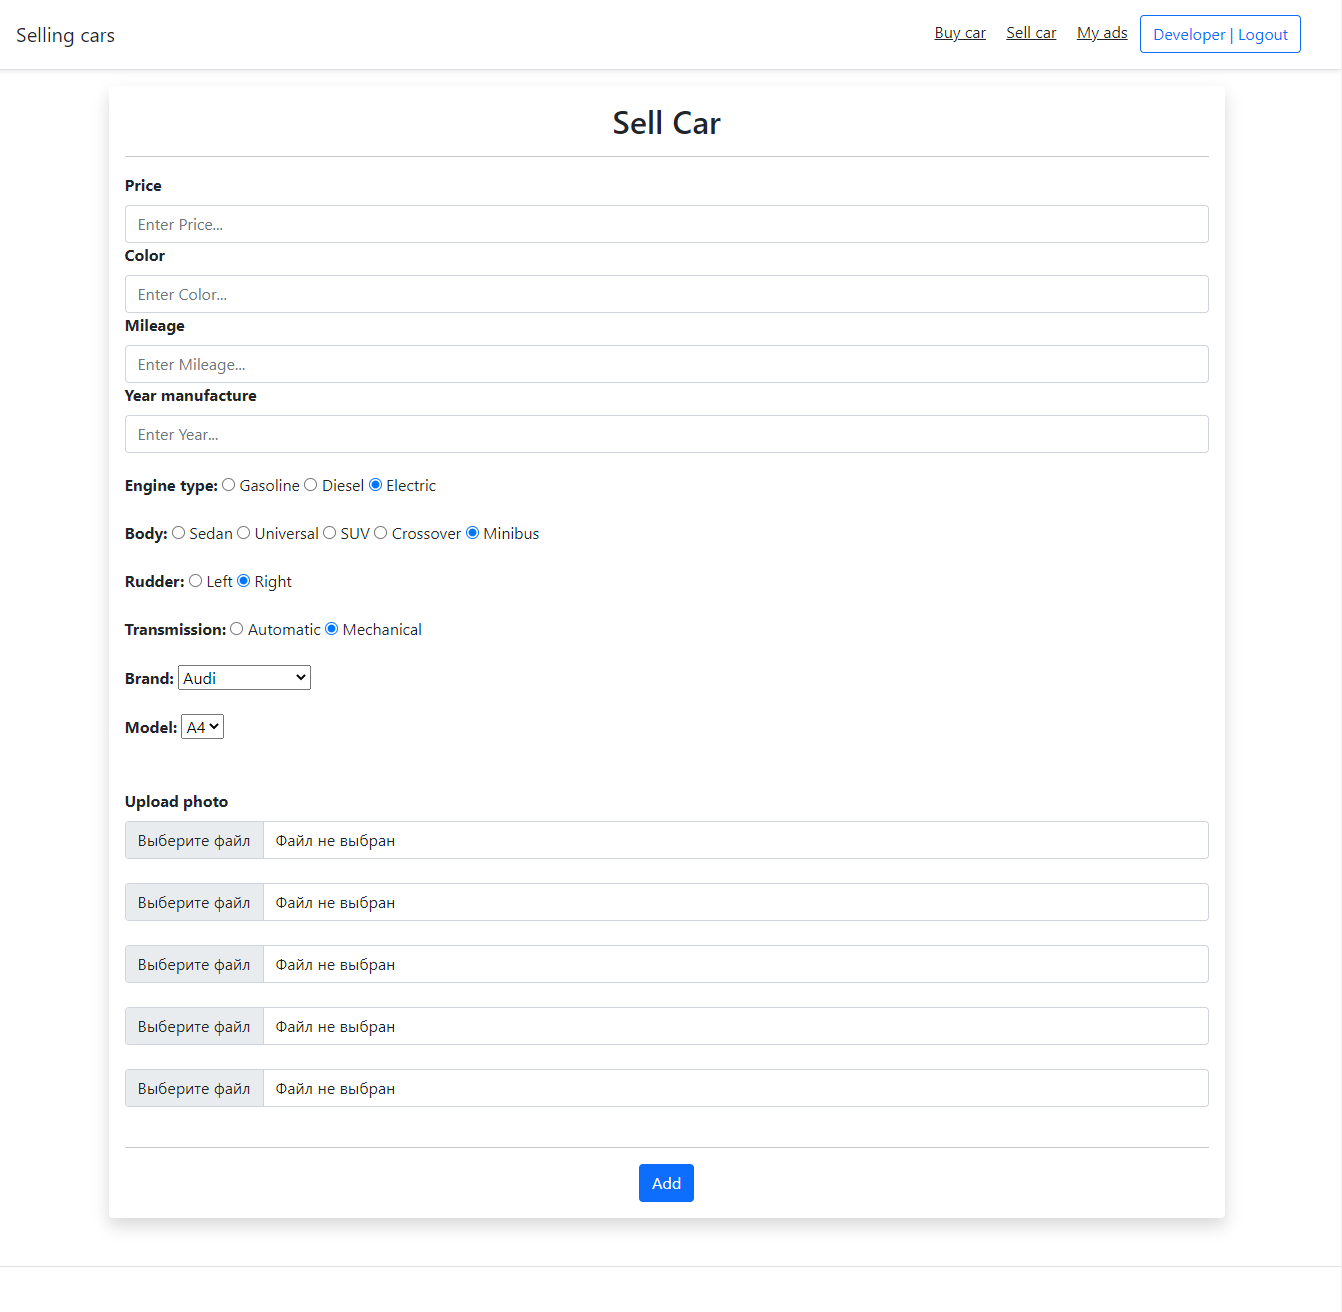 Selling cars
Buy car Sell car My ads Developer | Logout
Sell Car
Price
Enter Price...
Color
Enter Color...
Mileage
Enter Mileage...
Year manufacture
Enter Year...
Engine type: Gasoline Diesel Electric
Body: Sedan Universal SUV Crossover Minibus
Rudder: Left Right
Transmission: Automatic Mechanical
Brand: Audi
Model: A4
Upload photo
Выберите файл Файл не выбран
Выберите файл Файл не выбран
Выберите файл Файл не выбран
Выберите файл Файл не выбран
Выберите файл Файл не выбран
Add